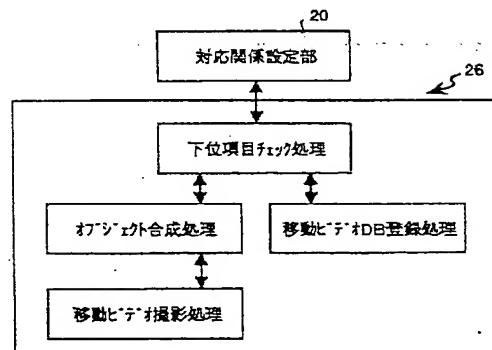 20
対応関係設定部
26
下位項目ﾁｪｯｸ処理
ｵﾌﾞｼﾞｪｸﾄ合成処理
移動ﾋﾞﾃﾞｵDB登録処理
移動ﾋﾞﾃﾞｵ撮影処理